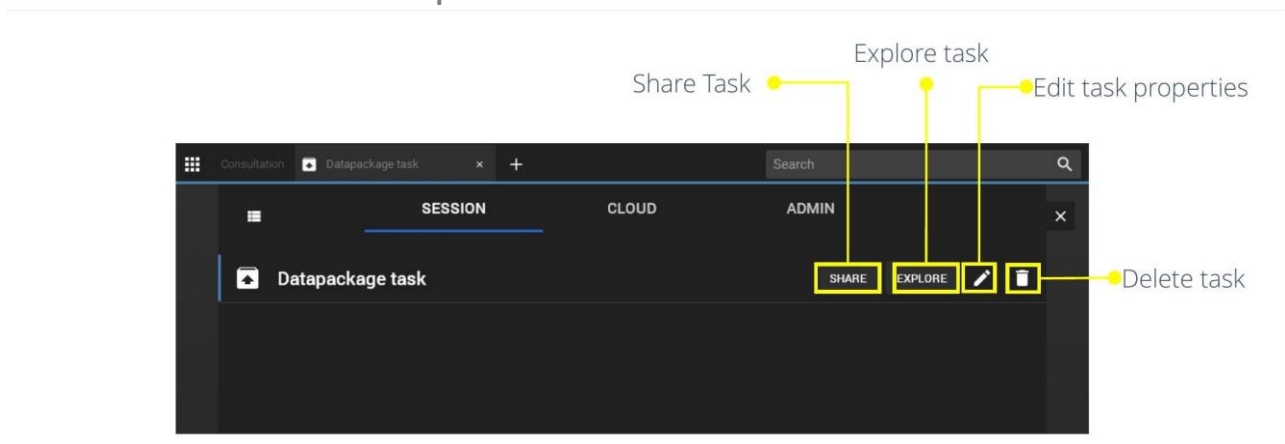 Explore task
Share Task
Edit task properties
Consultation Datapackage task × + Search
SESSION CLOUD ADMIN ×
Datapackage task SHARE EXPLORE
Delete task